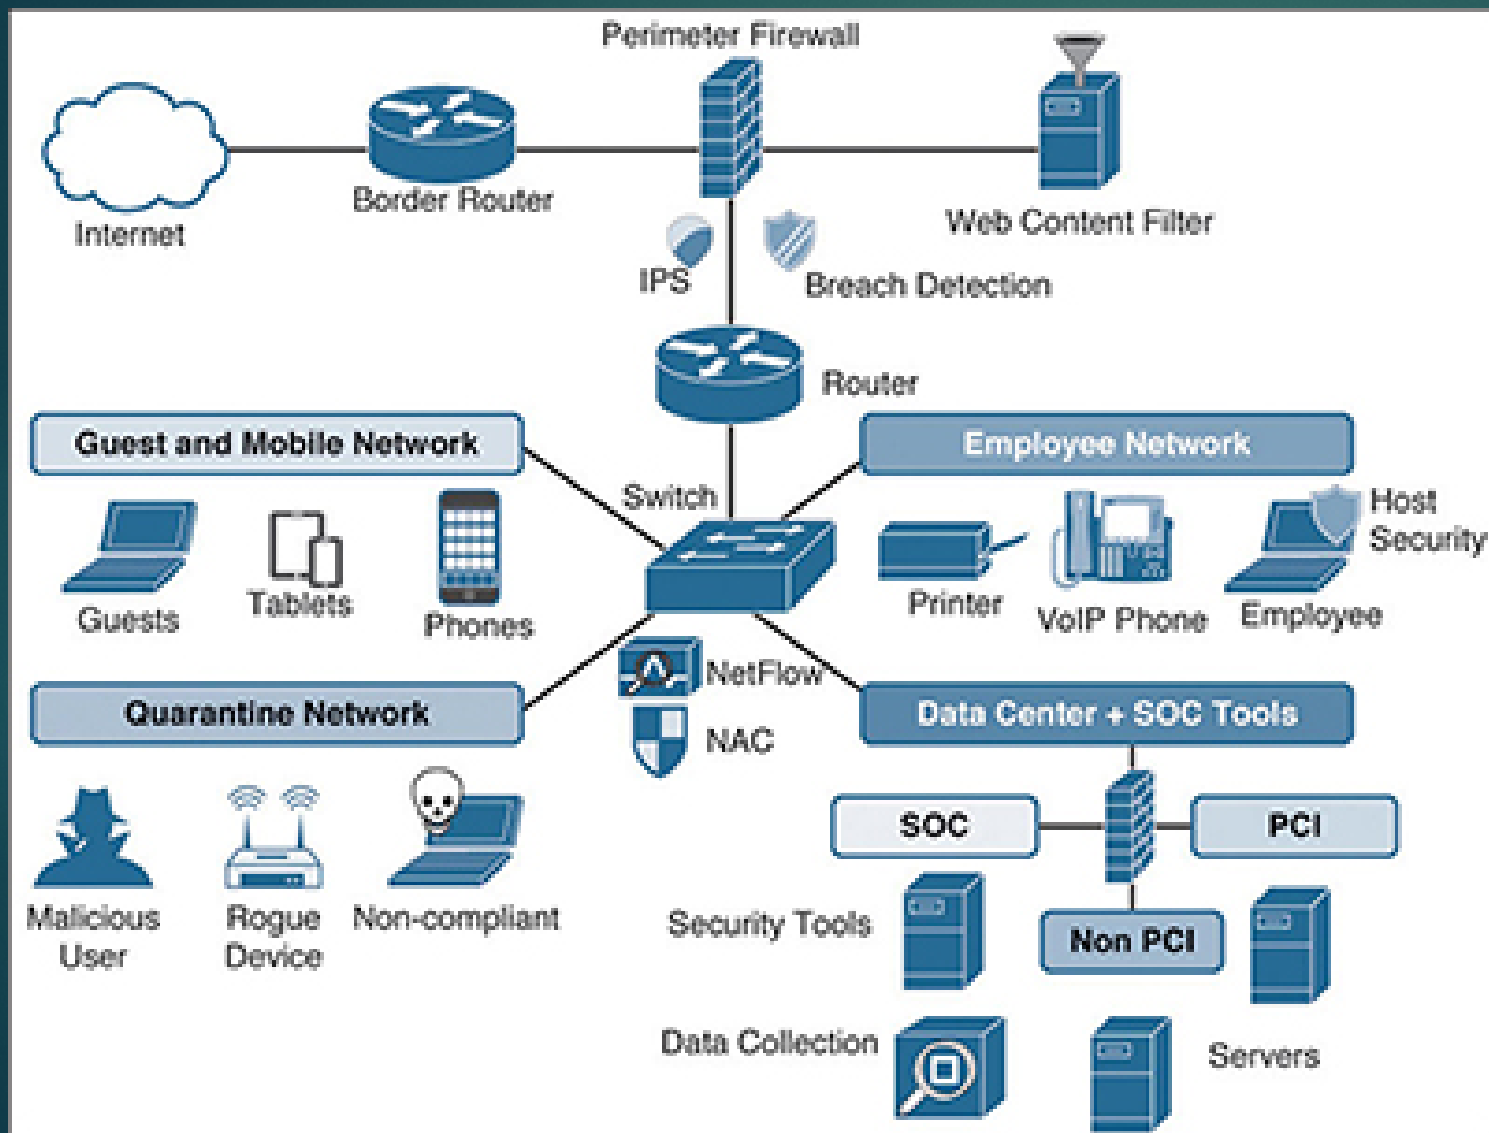 Perimeter Firewall
Internet
Border Router
Web Content Filter
IPS
Breach Detection
Router
Guest and Mobile Network
Employee Network
Switch
Guests
Tablets
Phones
Printer
VoIP Phone
Employee
Host
Security
NetFlow
NAC
Quarantine Network
Data Center + SOC Tools
Malicious
User
Rogue
Device
Non-compliant
SOC
PCI
Non PCI
Security Tools
Data Collection
Servers